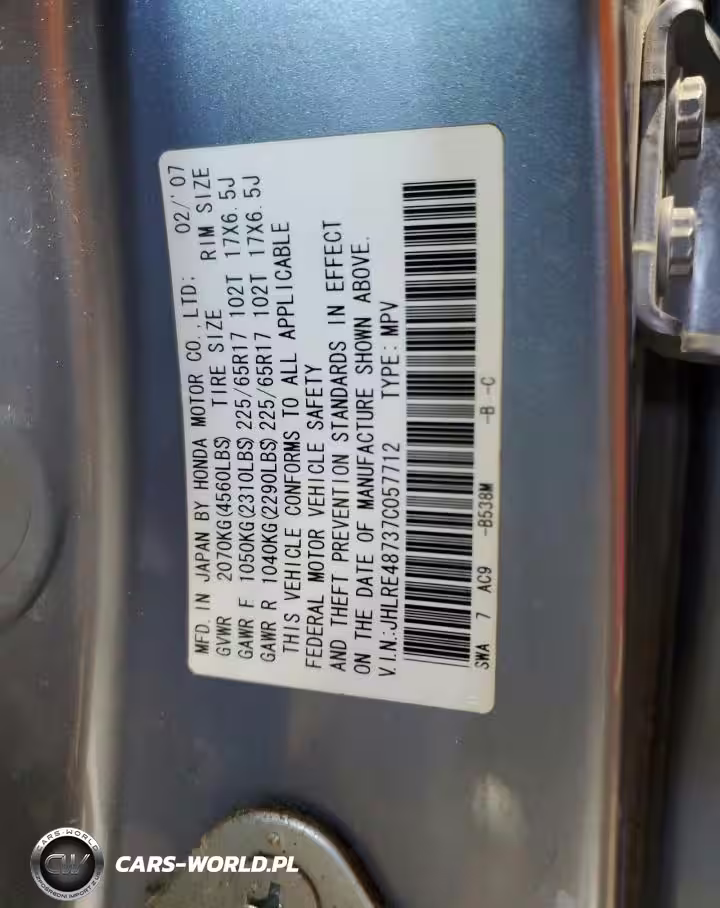 MFD. IN JAPAN BY HONDA MOTOR CO.,LTD; 02/'07
GVWR 2070KG(4560LBS) TIRE SIZE RIM SIZE
GAWR F 1050KG(2310LBS) 225/65R17 102T 17X6.5J
GAWR R 1040KG(2290LBS) 225/65R17 102T 17X6.5J
THIS VEHICLE CONFORMS TO ALL APPLICABLE
FEDERAL MOTOR VEHICLE SAFETY
AND THEFT PREVENTION STANDARDS IN EFFECT
ON THE DATE OF MANUFACTURE SHOWN ABOVE.
V.I.N.:JHLRE48737C057712 TYPE: MPV
SWA 7 AC9 -B538M -B -C
CARS-WORLD
CW
CARS-WORLD.PL